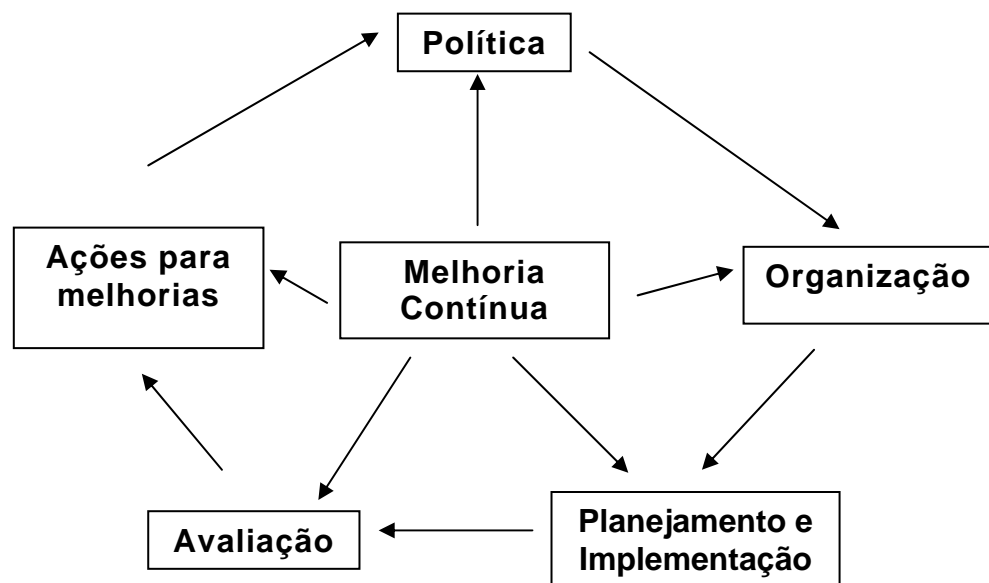 Política
Ações para
melhorias
Melhoria
Contínua
Organização
Avaliação
Planejamento e
Implementação